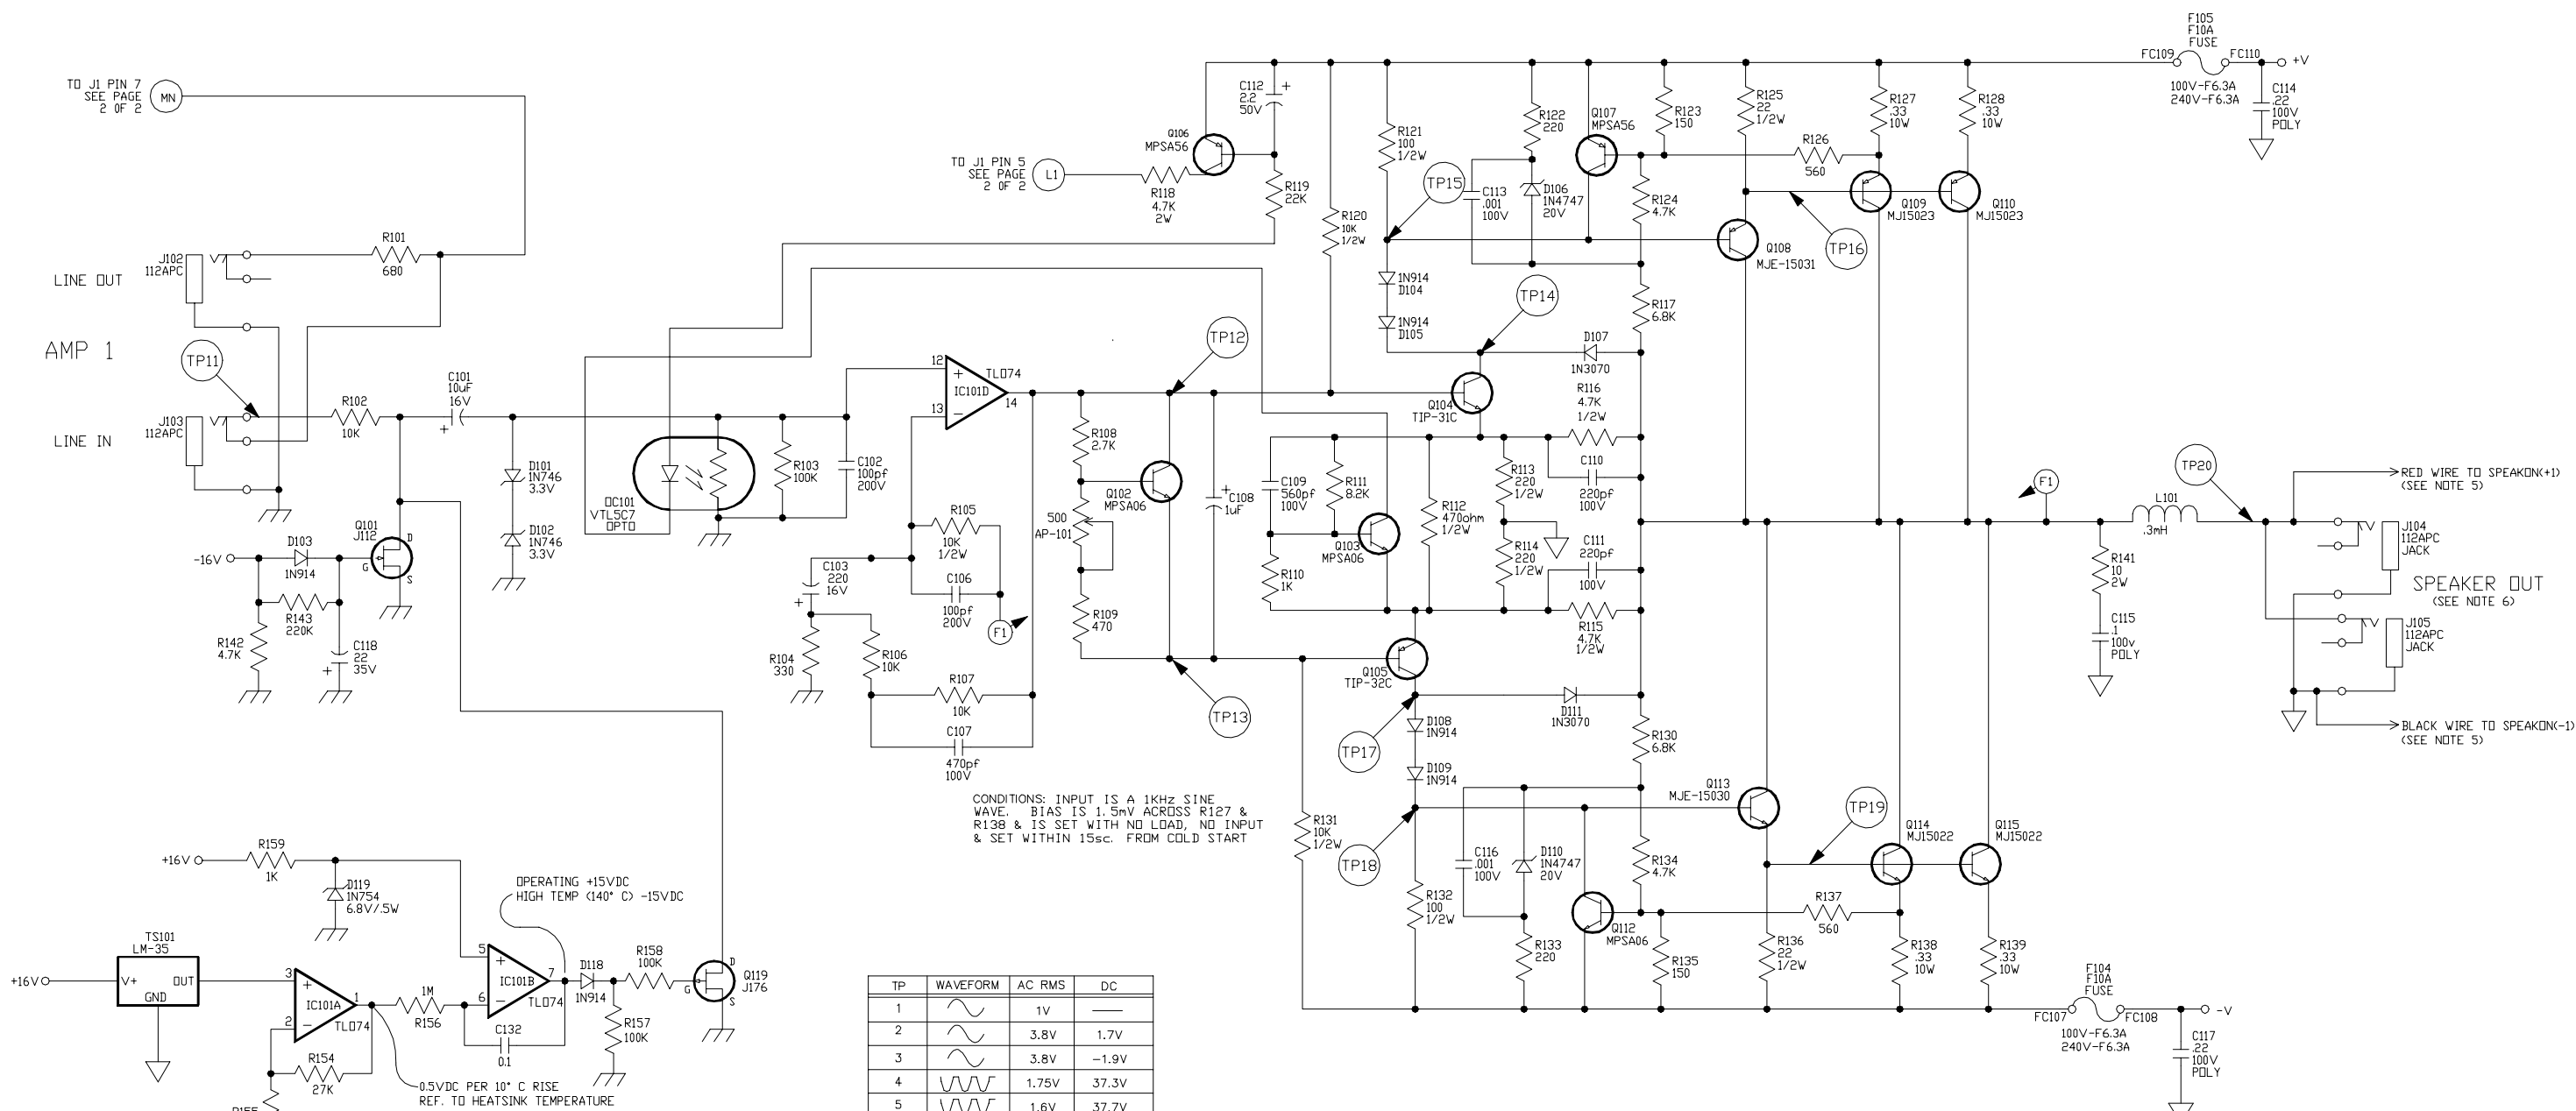 TO J1 PIN 7
SEE PAGE
2 OF 2
MN
J102
112APC
LINE OUT
R101
680
AMP 1
TP11
J103
112APC
LINE IN
R102
10K
C101
10uF
16V
+
D101
1N746
3.3V
D102
1N746
3.3V
Q101
J112
D
G
S
-16V
D103
1N914
R143
220K
R142
4.7K
C118
22
35V
+
OC101
VTL5C7
OPTO
R103
100K
C102
100pf
200V
12
+
IC101D
TL074
13
-
14
R105
10K
1/2W
C106
100pf
200V
F1
C103
220
16V
+
R104
330
R106
10K
R107
10K
C107
470pf
100V
R108
2.7K
500
AP-101
R109
470
Q102
MPSA06
TP12
TP13
+
C108
1uF
CONDITIONS: INPUT IS A 1KHz SINE
WAVE. BIAS IS 1.5mV ACROSS R127 &
R138 & IS SET WITH NO LOAD, NO INPUT
& SET WITHIN 15sc. FROM COLD START
TO J1 PIN 5
SEE PAGE
2 OF 2
L1
R118
4.7K
2W
Q106
MPSA56
C112
2.2
50V
+
R119
22K
R120
10K
1/2W
R121
100
1/2W
TP15
1N914
D104
1N914
D105
R122
220
C113
.001
100V
D106
1N4747
20V
Q107
MPSA56
R123
150
R124
4.7K
R117
6.8K
TP14
D107
1N3070
Q104
TIP-31C
R116
4.7K
1/2W
C110
220pf
100V
R125
22
1/2W
R126
560
Q108
MJE-15031
TP16
R127
.33
10W
R128
.33
10W
Q109
MJ15023
Q110
MJ15023
F105
F10A
FUSE
FC109
FC110
+V
100V-F6.3A
240V-F6.3A
C114
.22
100V
POLY
C109
560pf
100V
R111
8.2K
R110
1K
Q103
MPSA06
R112
470ohm
1/2W
R113
220
1/2W
R114
220
1/2W
C111
220pf
100V
R115
4.7K
1/2W
Q105
TIP-32C
TP17
D111
1N3070
D108
1N914
D109
1N914
TP18
R130
6.8K
R131
10K
1/2W
R132
100
1/2W
C116
.001
100V
D110
1N4747
20V
R133
220
Q112
MPSA06
R134
4.7K
R135
150
Q113
MJE-15030
TP19
R137
560
R136
22
1/2W
Q114
MJ15022
Q115
MJ15022
R138
.33
10W
R139
.33
10W
F104
F10A
FUSE
FC107
FC108
-V
100V-F6.3A
240V-F6.3A
C117
.22
100V
POLY
F1
L101
.3mH
TP20
R141
10
2W
C115
.1
100v
POLY
RED WIRE TO SPEAKON(+1)
(SEE NOTE 5)
J104
112APC
JACK
SPEAKER OUT
(SEE NOTE 6)
J105
112APC
JACK
BLACK WIRE TO SPEAKON(-1)
(SEE NOTE 5)
+16V
R159
1K
D119
1N754
6.8V/.5W
OPERATING +15VDC
HIGH TEMP (140° C) -15VDC
TS101
LM-35
+16V
V+
OUT
GND
3
+
IC101A
TL074
2
-
1
R154
27K
R156
1M
5
+
IC101B
TL074
6
-
7
C132
0.1
D118
1N914
R158
100K
R157
100K
Q119
J176
D
G
S
0.5VDC PER 10° C RISE
REF. TO HEATSINK TEMPERATURE
TP WAVEFORM AC RMS DC
1 1V —
2 3.8V 1.7V
3 3.8V -1.9V
4 1.75V 37.3V
5 1.6V 37.7V